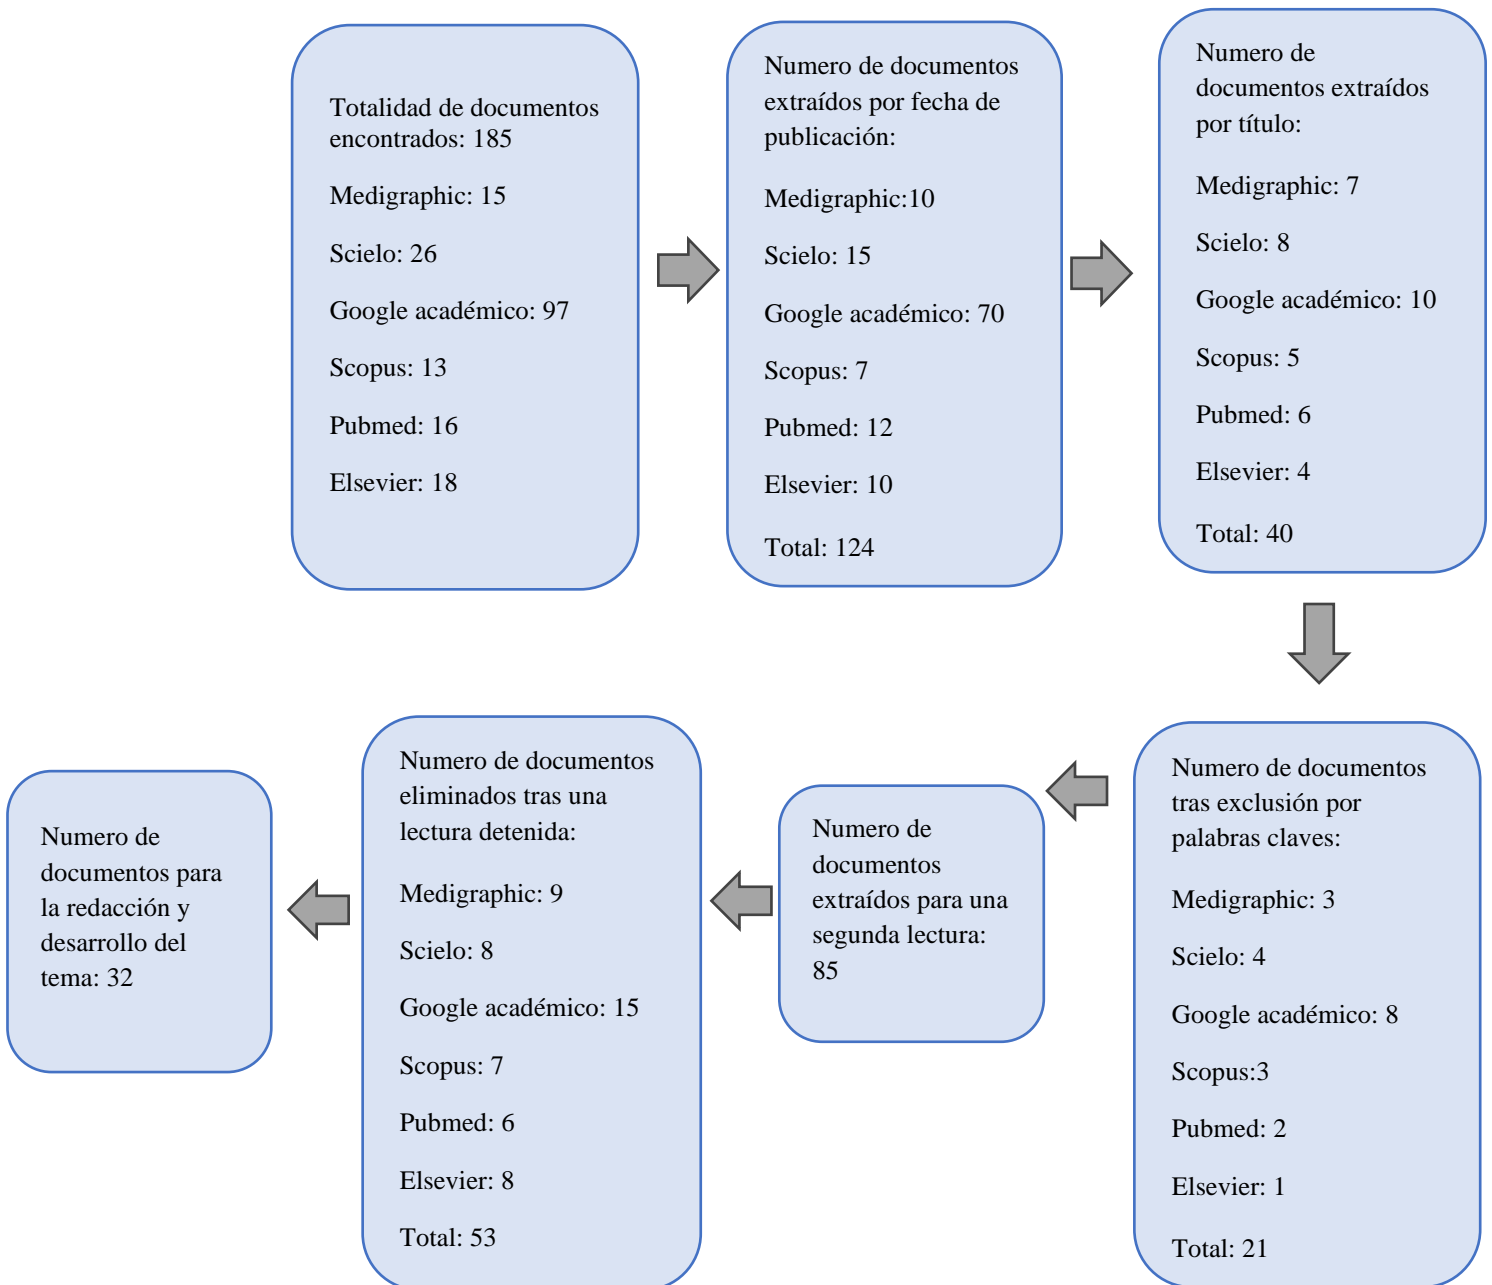 Totalidad de documentos
encontrados: 185
Medigraphic: 15
Scielo: 26
Google académico: 97
Scopus: 13
Pubmed: 16
Elsevier: 18
Numero de documentos
extraídos por fecha de
publicación:
Medigraphic:10
Scielo: 15
Google académico: 70
Scopus: 7
Pubmed: 12
Elsevier: 10
Total: 124
Numero de
documentos extraídos
por título:
Medigraphic: 7
Scielo: 8
Google académico: 10
Scopus: 5
Pubmed: 6
Elsevier: 4
Total: 40
Numero de documentos
tras exclusión por
palabras claves:
Medigraphic: 3
Scielo: 4
Google académico: 8
Scopus:3
Pubmed: 2
Elsevier: 1
Total: 21
Numero de
documentos
extraídos para una
segunda lectura:
85
Numero de documentos
eliminados tras una
lectura detenida:
Medigraphic: 9
Scielo: 8
Google académico: 15
Scopus: 7
Pubmed: 6
Elsevier: 8
Total: 53
Numero de
documentos para
la redacción y
desarrollo del
tema: 32